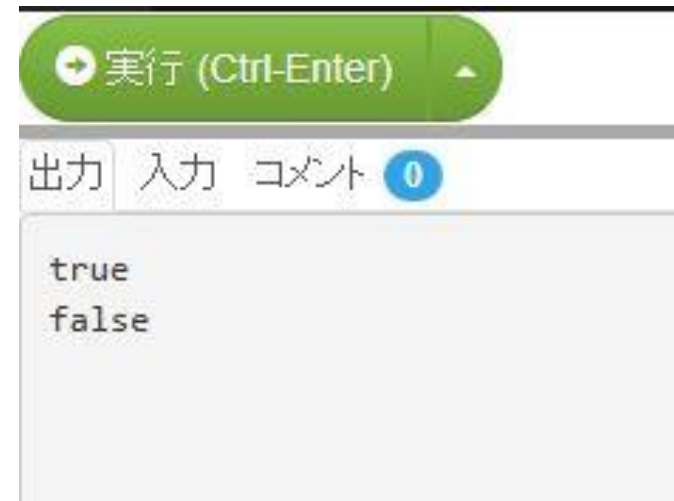 実行 (Ctrl-Enter)
出力 入力 コメント 0
true
false